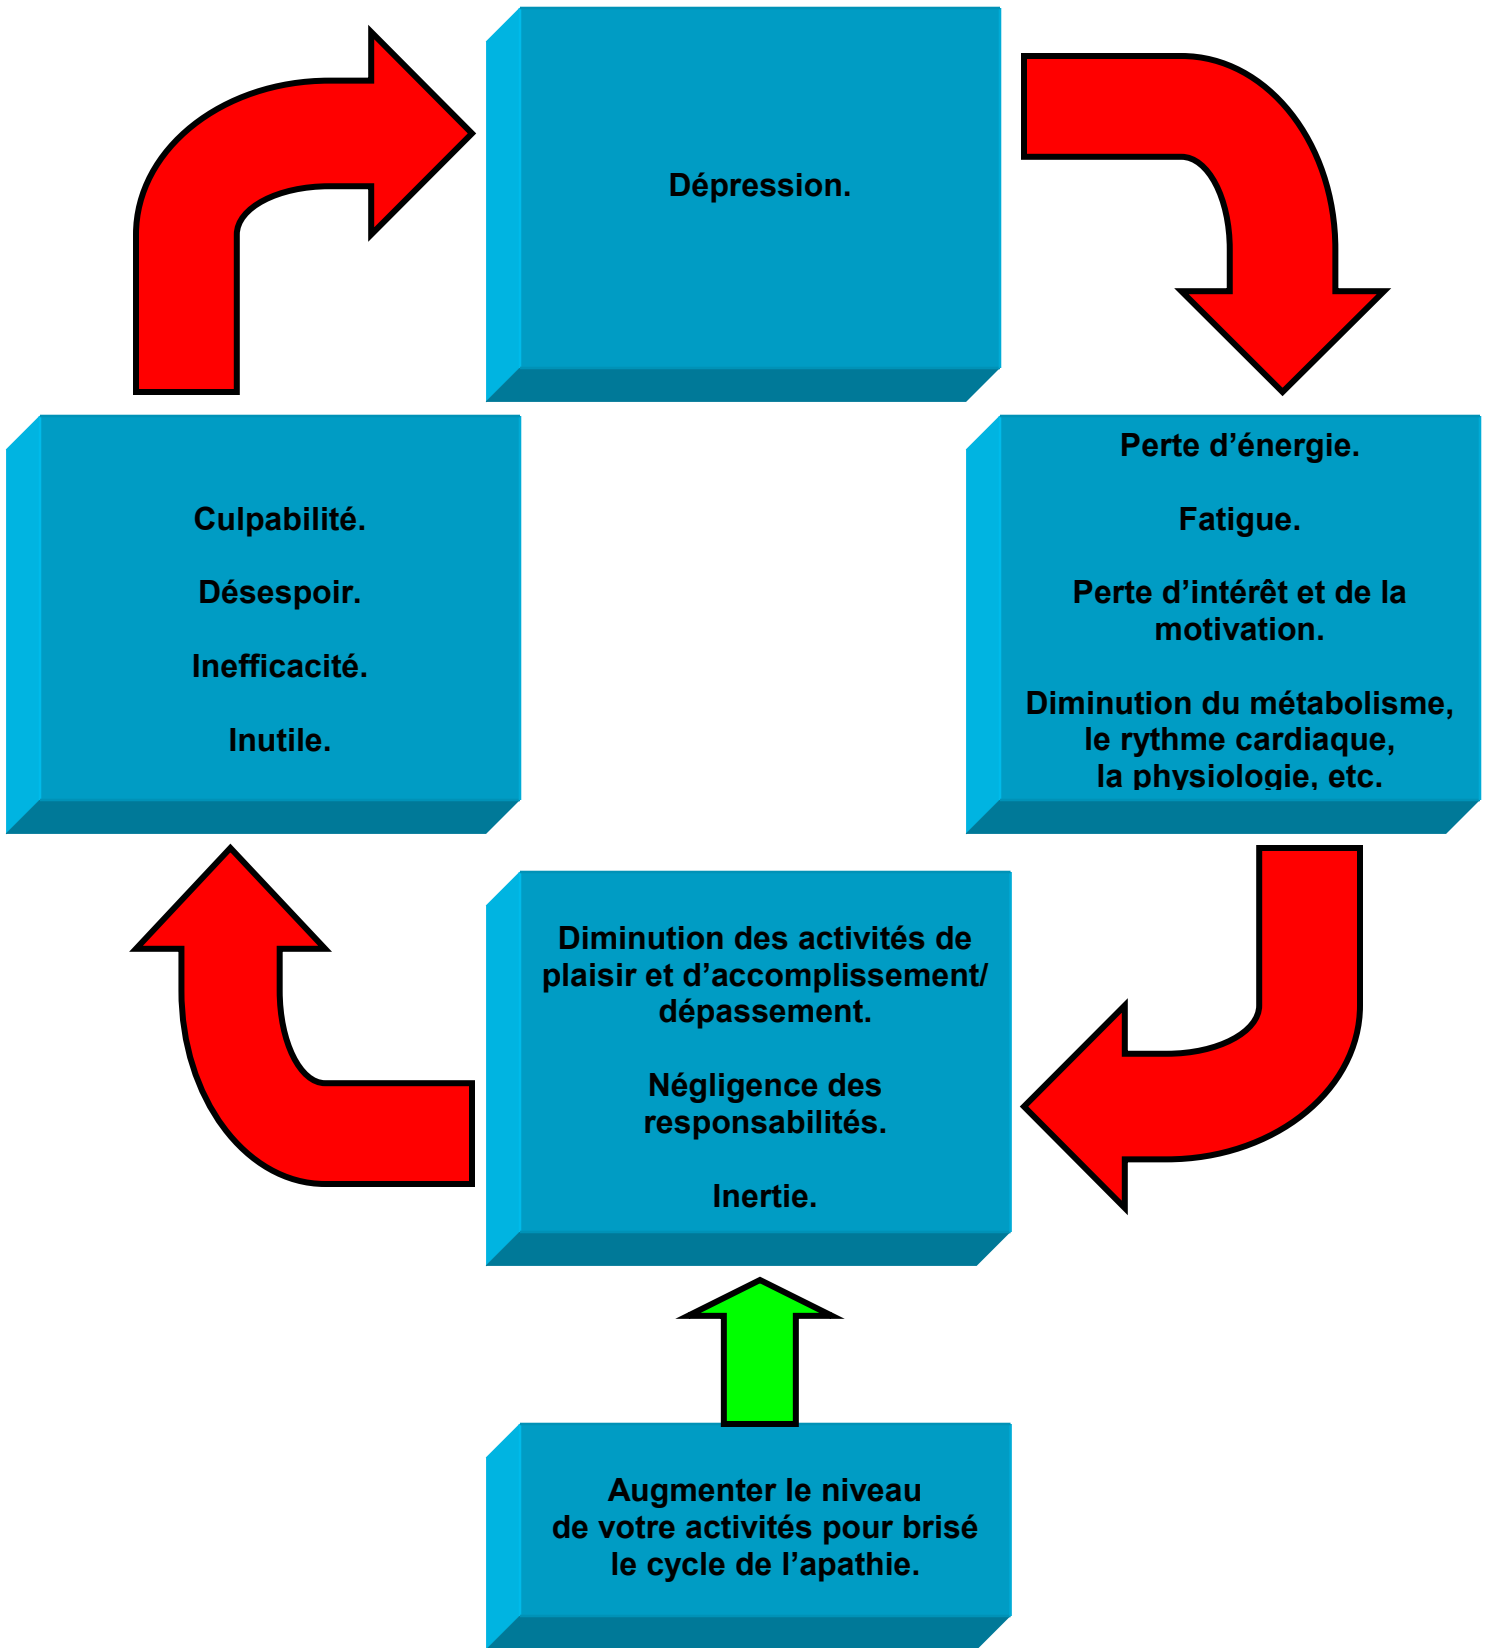 Dépression.
Perte d’énergie.
Fatigue.
Perte d’intérêt et de la
motivation.
Diminution du métabolisme,
le rythme cardiaque,
la physiologie, etc.
Diminution des activités de
plaisir et d’accomplissement/
dépassement.
Négligence des
responsabilités.
Inertie.
Culpabilité.
Désespoir.
Inefficacité.
Inutile.
Augmenter le niveau
de votre activités pour brisé
le cycle de l’apathie.